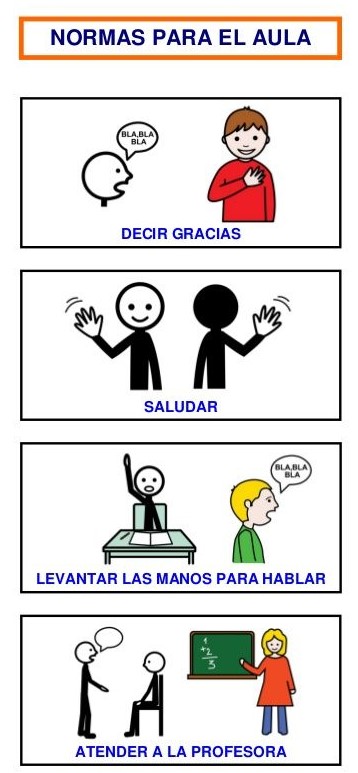 NORMAS PARA EL AULA
BLA,BLA
BLA
DECIR GRACIAS
SALUDAR
BLA,BLA
BLA
LEVANTAR LAS MANOS PARA HABLAR
1
+2
3
ATENDER A LA PROFESORA